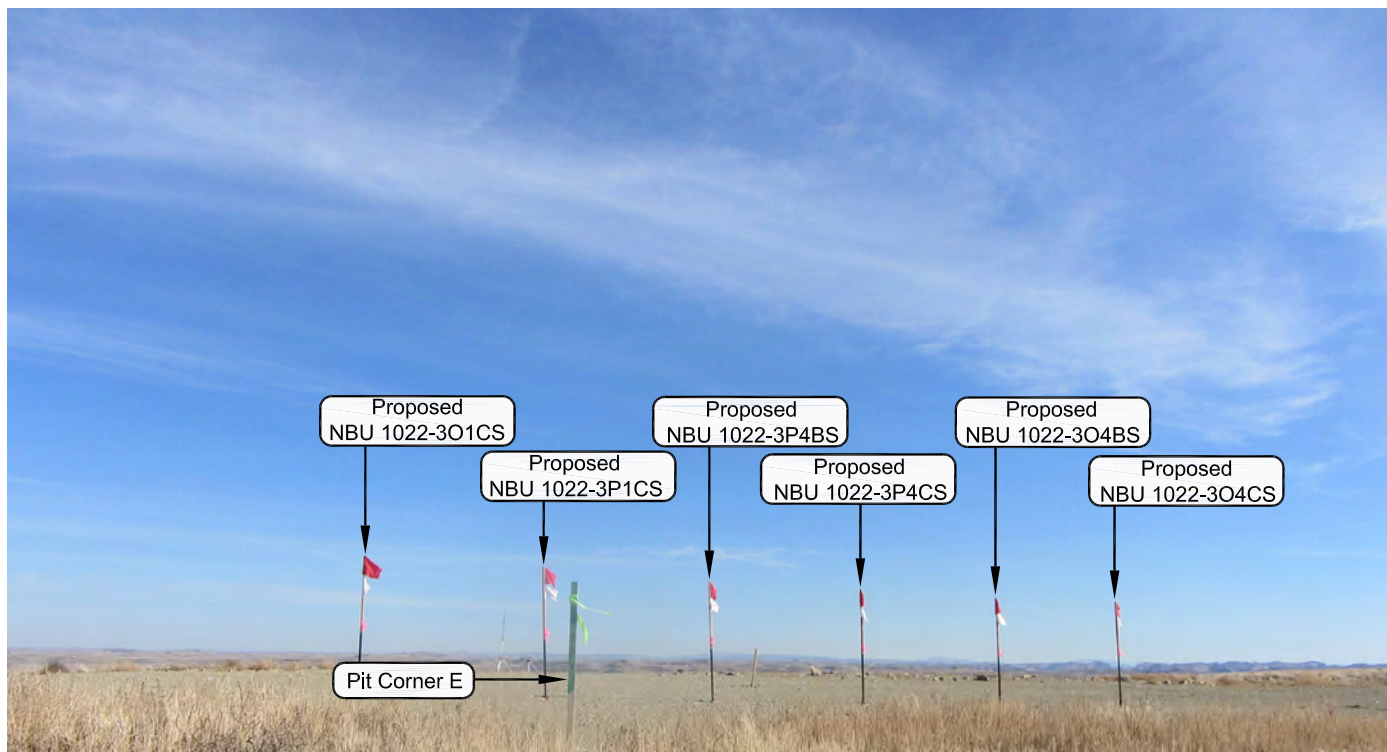 Proposed
NBU 1022-3O1CS
Proposed
NBU 1022-3P1CS
Proposed
NBU 1022-3P4BS
Proposed
NBU 1022-3P4CS
Proposed
NBU 1022-3O4BS
Proposed
NBU 1022-3O4CS
Pit Corner E